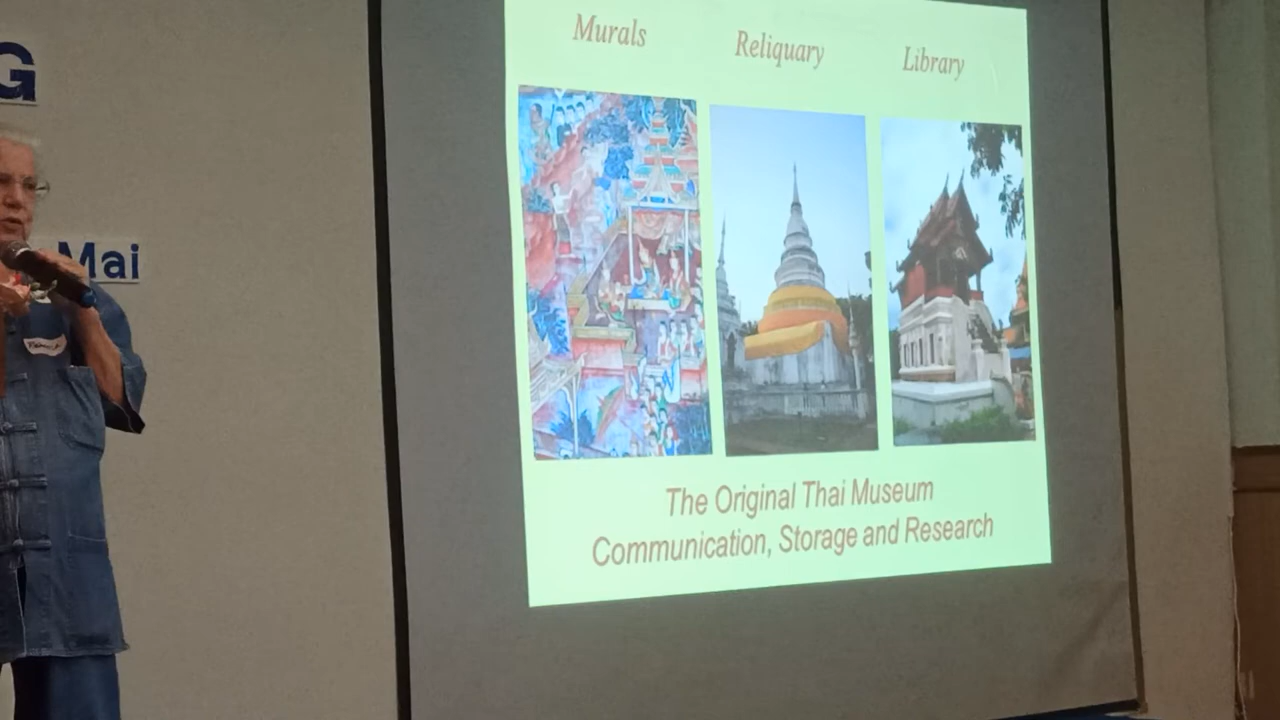 G
Mai
Murals
Reliquary
Library
The Original Thai Museum
Communication, Storage and Research